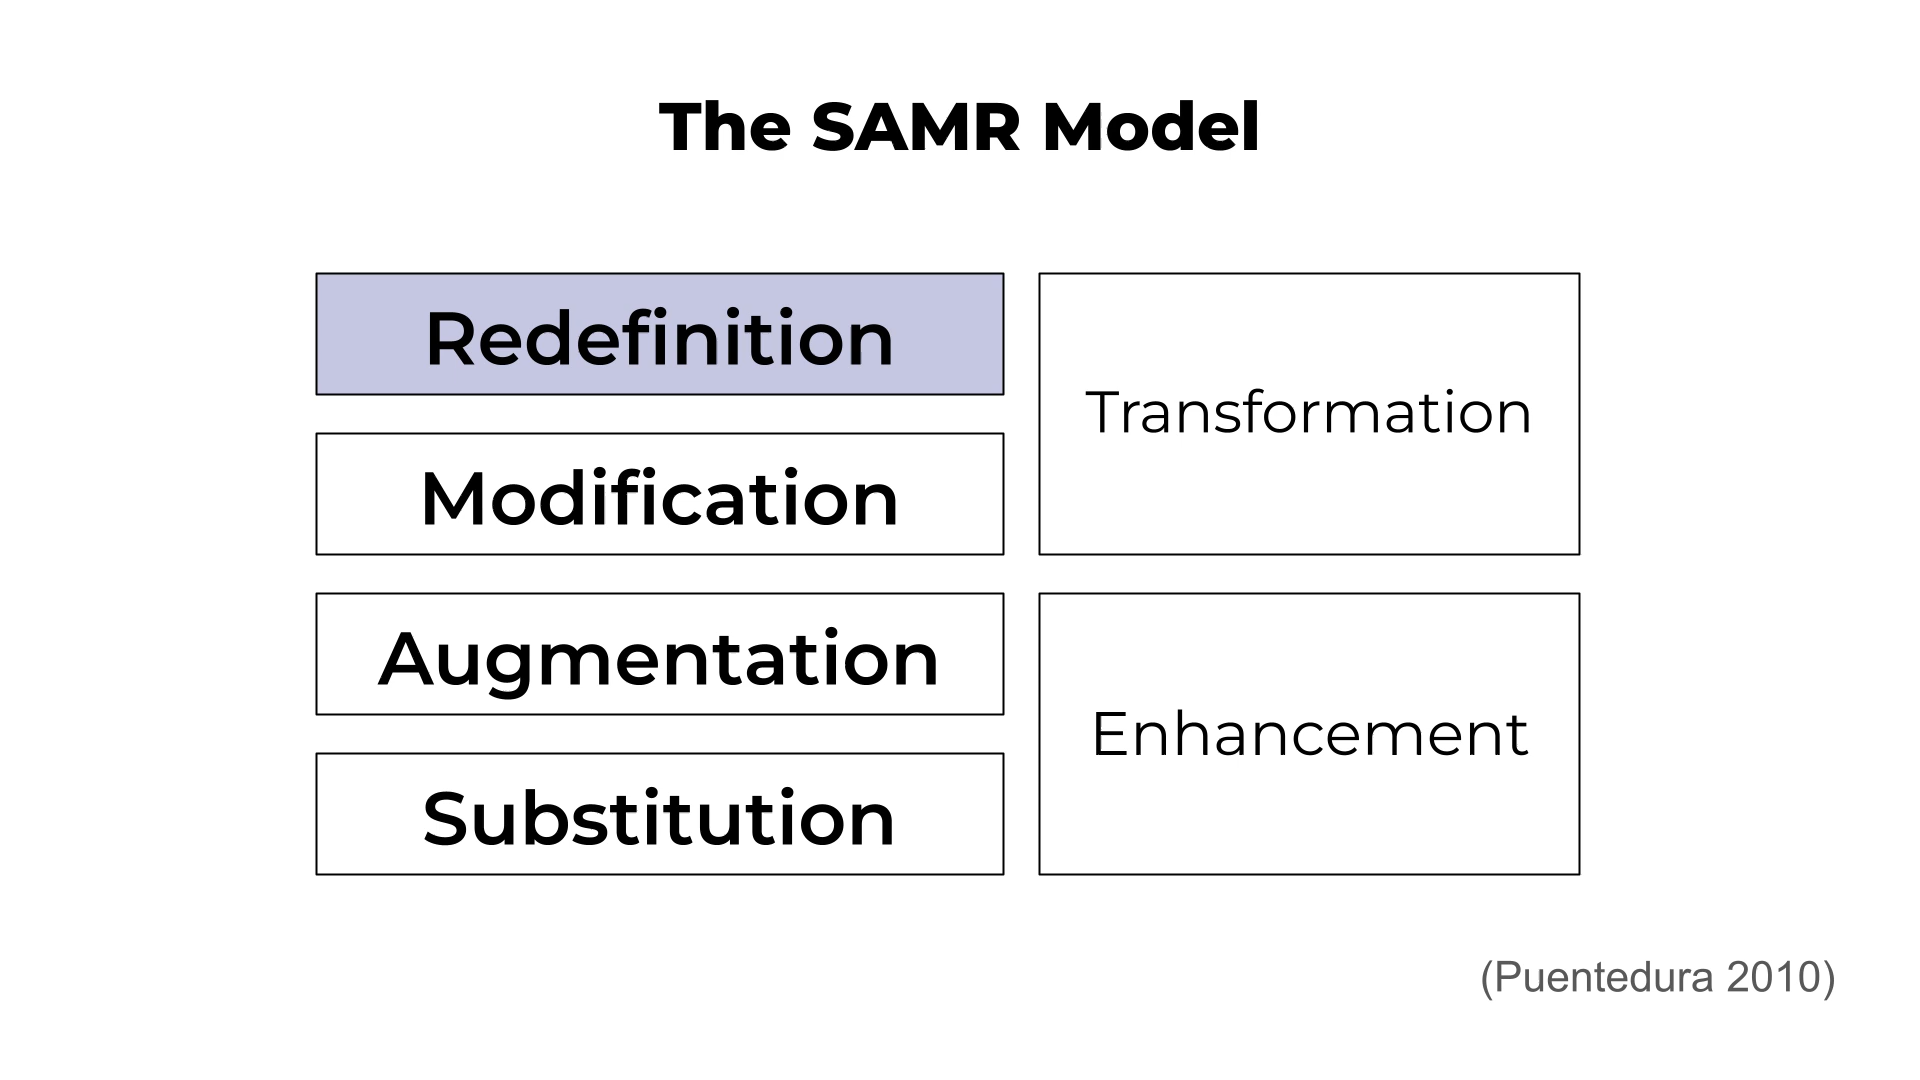 The SAMR Model
Redefinition
Modification
Transformation
Augmentation
Substitution
Enhancement
(Puentedura 2010)